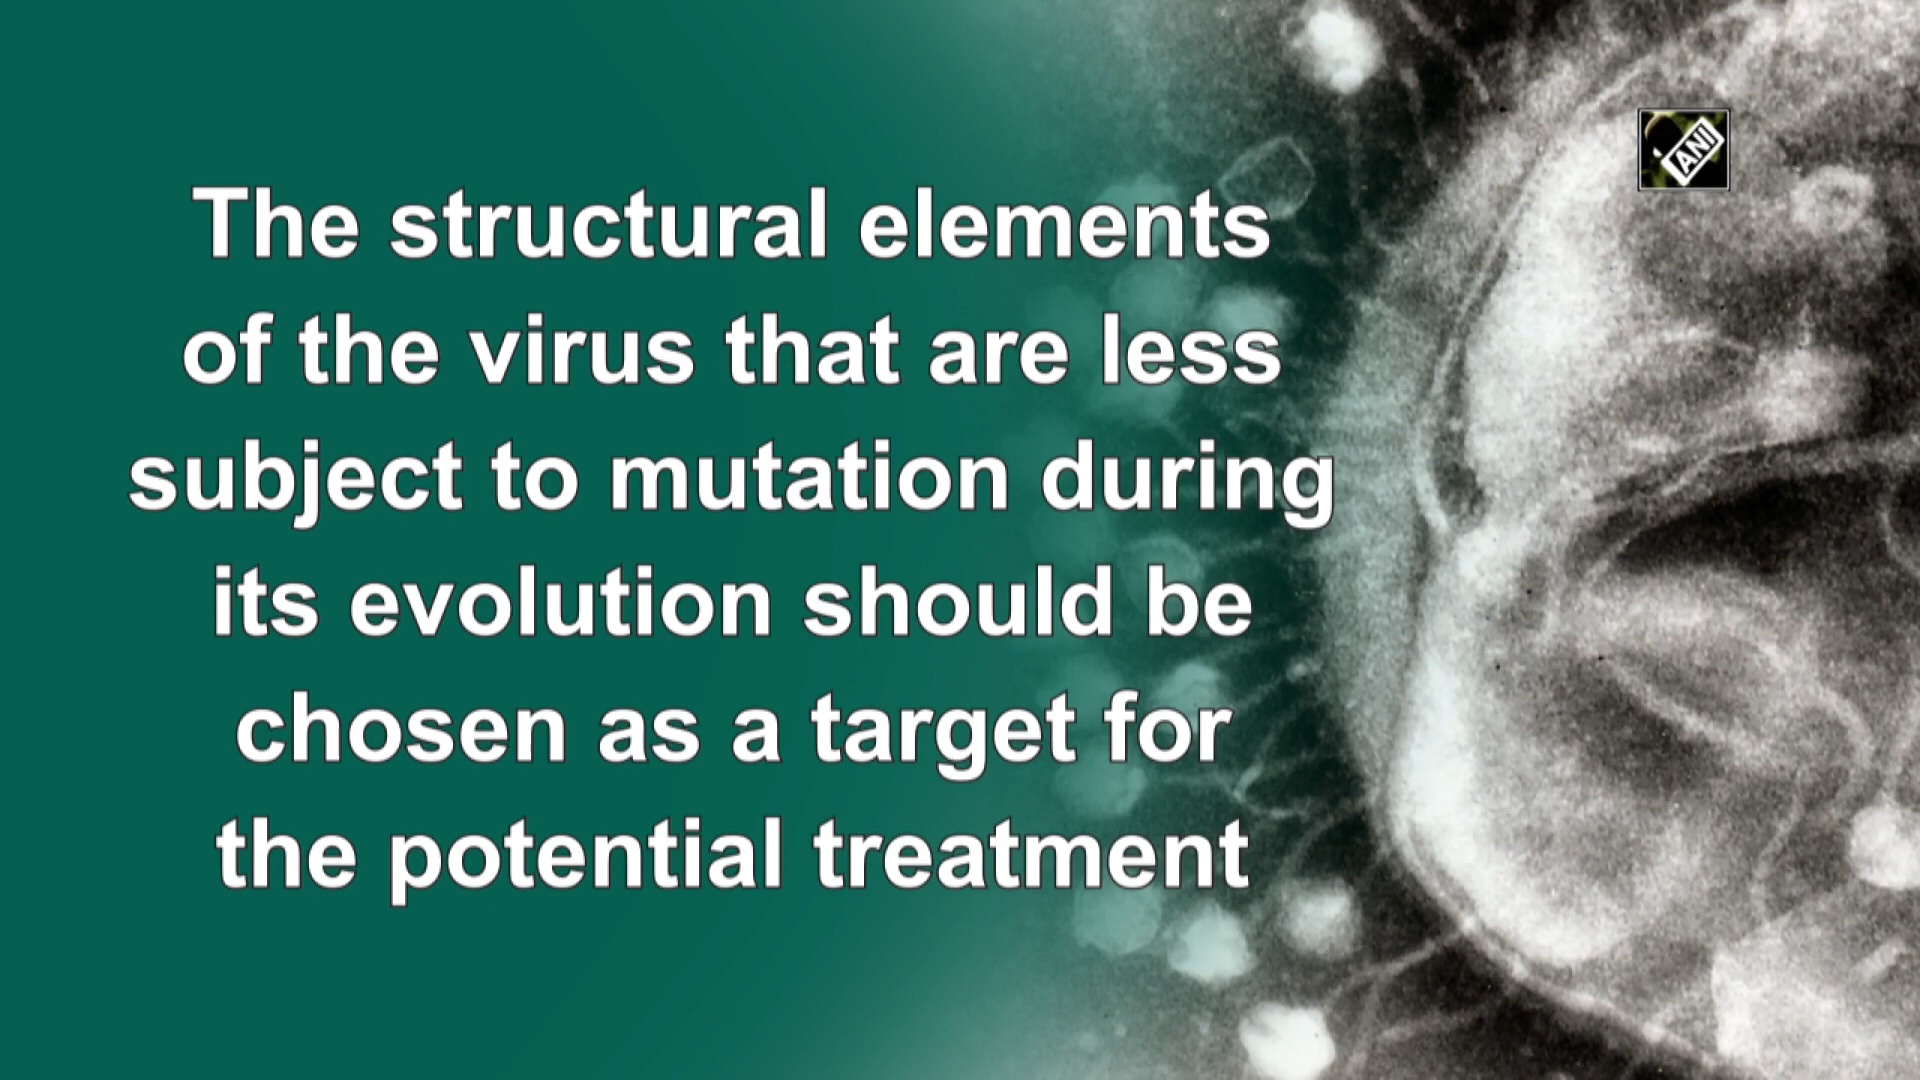 The structural elements
of the virus that are less
subject to mutation during
its evolution should be
chosen as a target for
the potential treatment
ANI